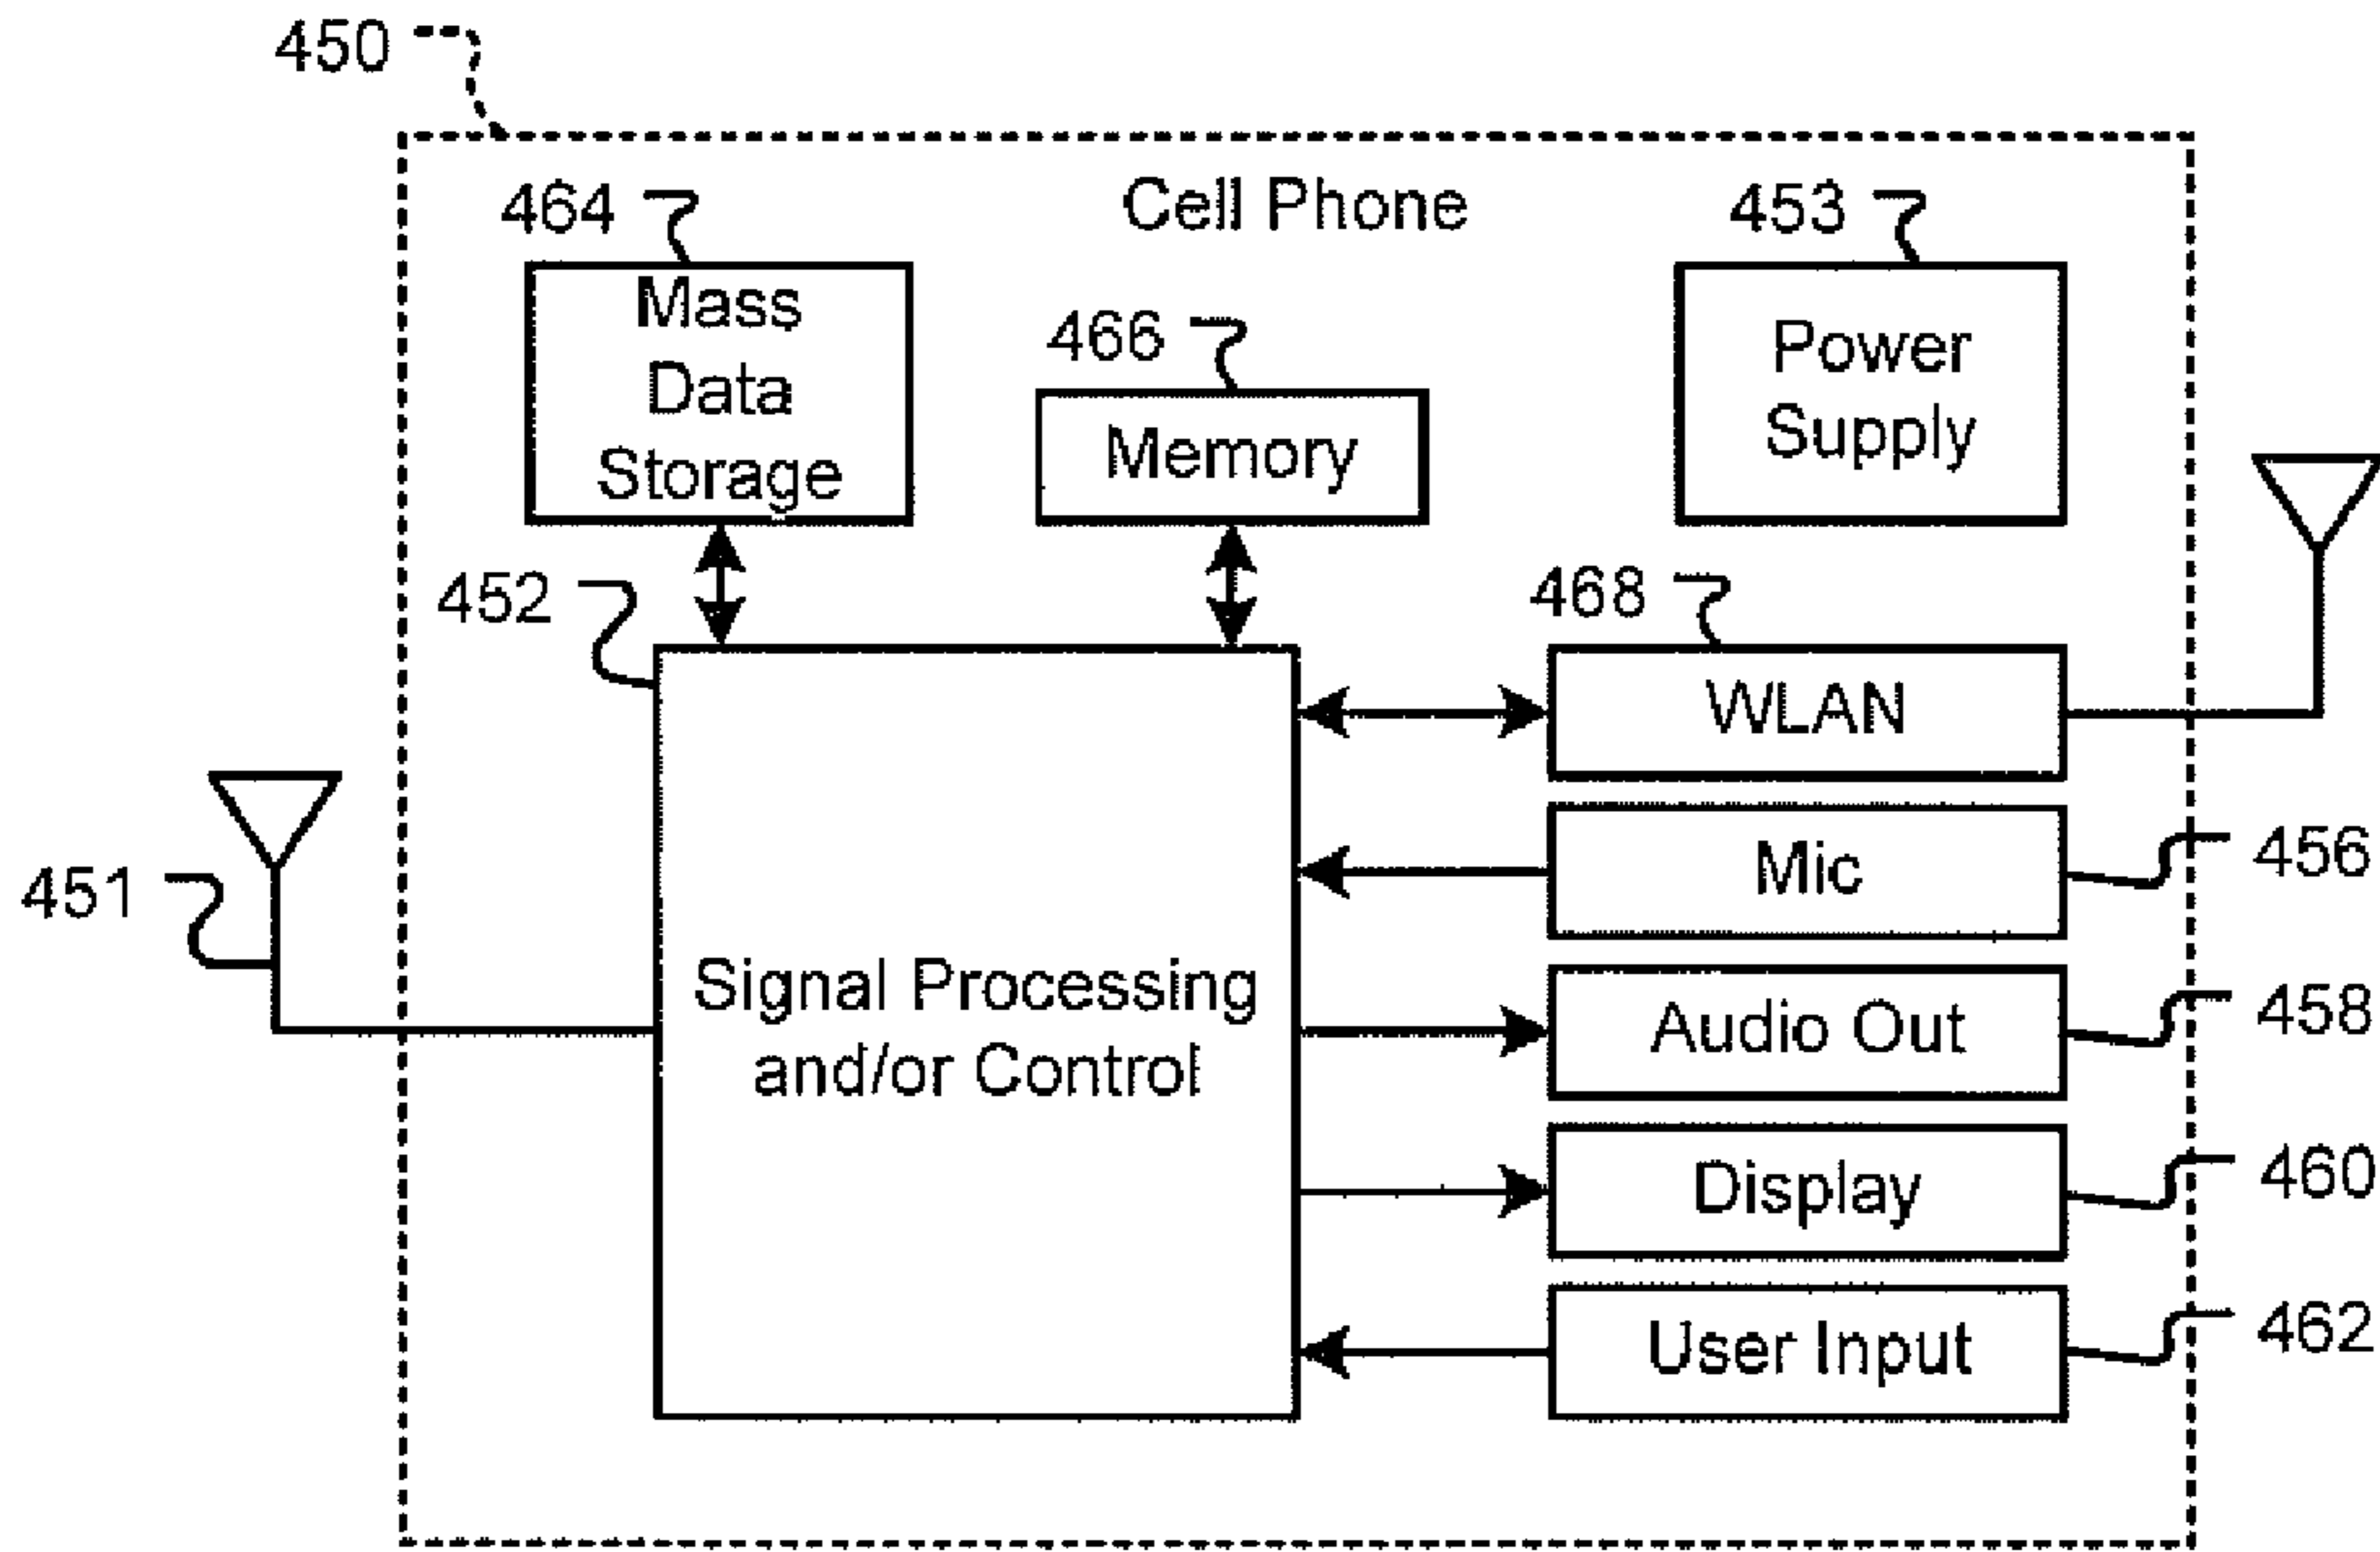 450
Cell Phone
464
453
Mass
Data
Storage
466
Memory
Power
Supply
452
468
WLAN
451
Mic
456
Signal Processing
and/or Control
Audio Out
458
Display
460
User Input
462